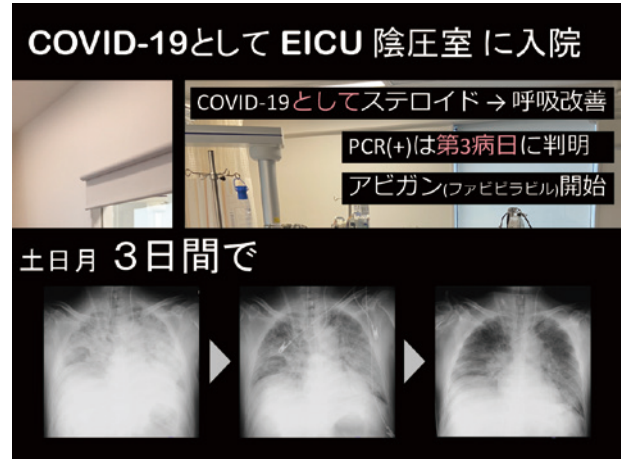 COVID-19として EICU 陰圧室 に入院
COVID-19としてステロイド → 呼吸改善
PCR(+)は第3病日に判明
アビガン(ファビピラビル)開始
土日月 3日間で